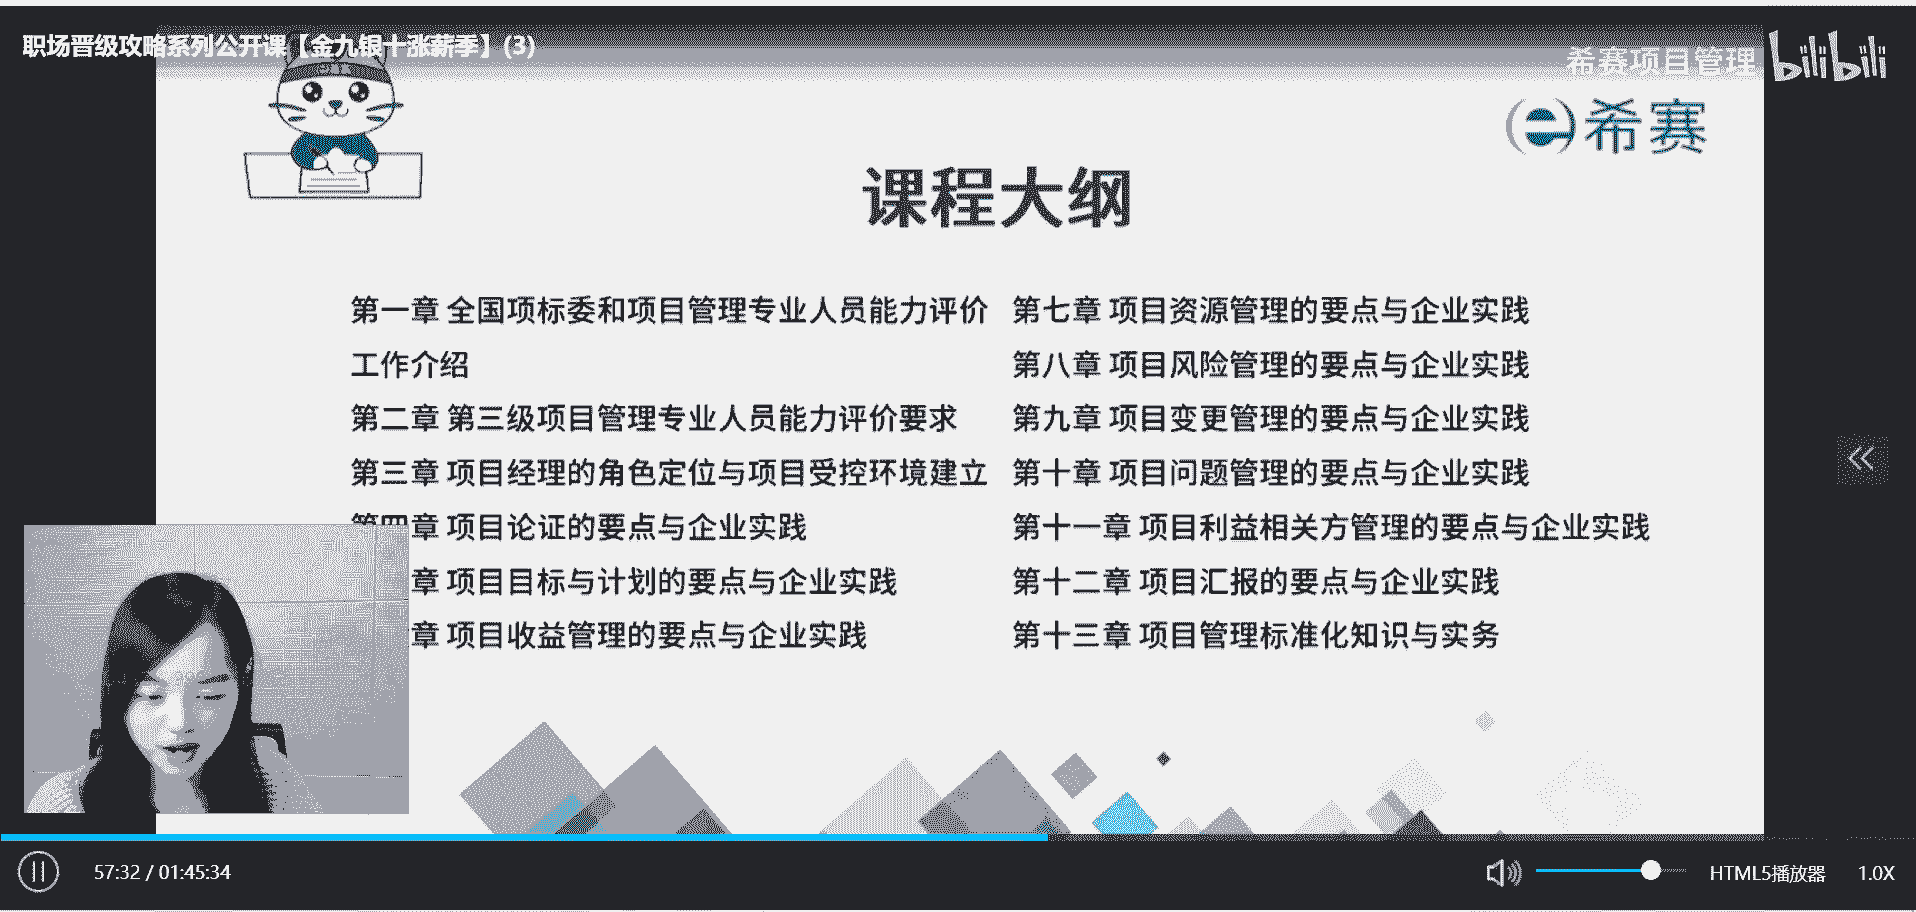 职场晋级攻略系列公开课【金九银十涨薪季】(3)
希赛项目管理 bilibili
希赛
课程大纲
第一章 全国项标委和项目管理专业人员能力评价
工作介绍
第二章 第三级项目管理专业人员能力评价要求
第三章 项目经理的角色定位与项目受控环境建立
第四章 项目论证的要点与企业实践
章 项目目标与计划的要点与企业实践
章 项目收益管理的要点与企业实践
第七章 项目资源管理的要点与企业实践
第八章 项目风险管理的要点与企业实践
第九章 项目变更管理的要点与企业实践
第十章 项目问题管理的要点与企业实践
第十一章 项目利益相关方管理的要点与企业实践
第十二章 项目汇报的要点与企业实践
第十三章 项目管理标准化知识与实务
57:32 / 01:45:34
HTML5播放器 1.0X